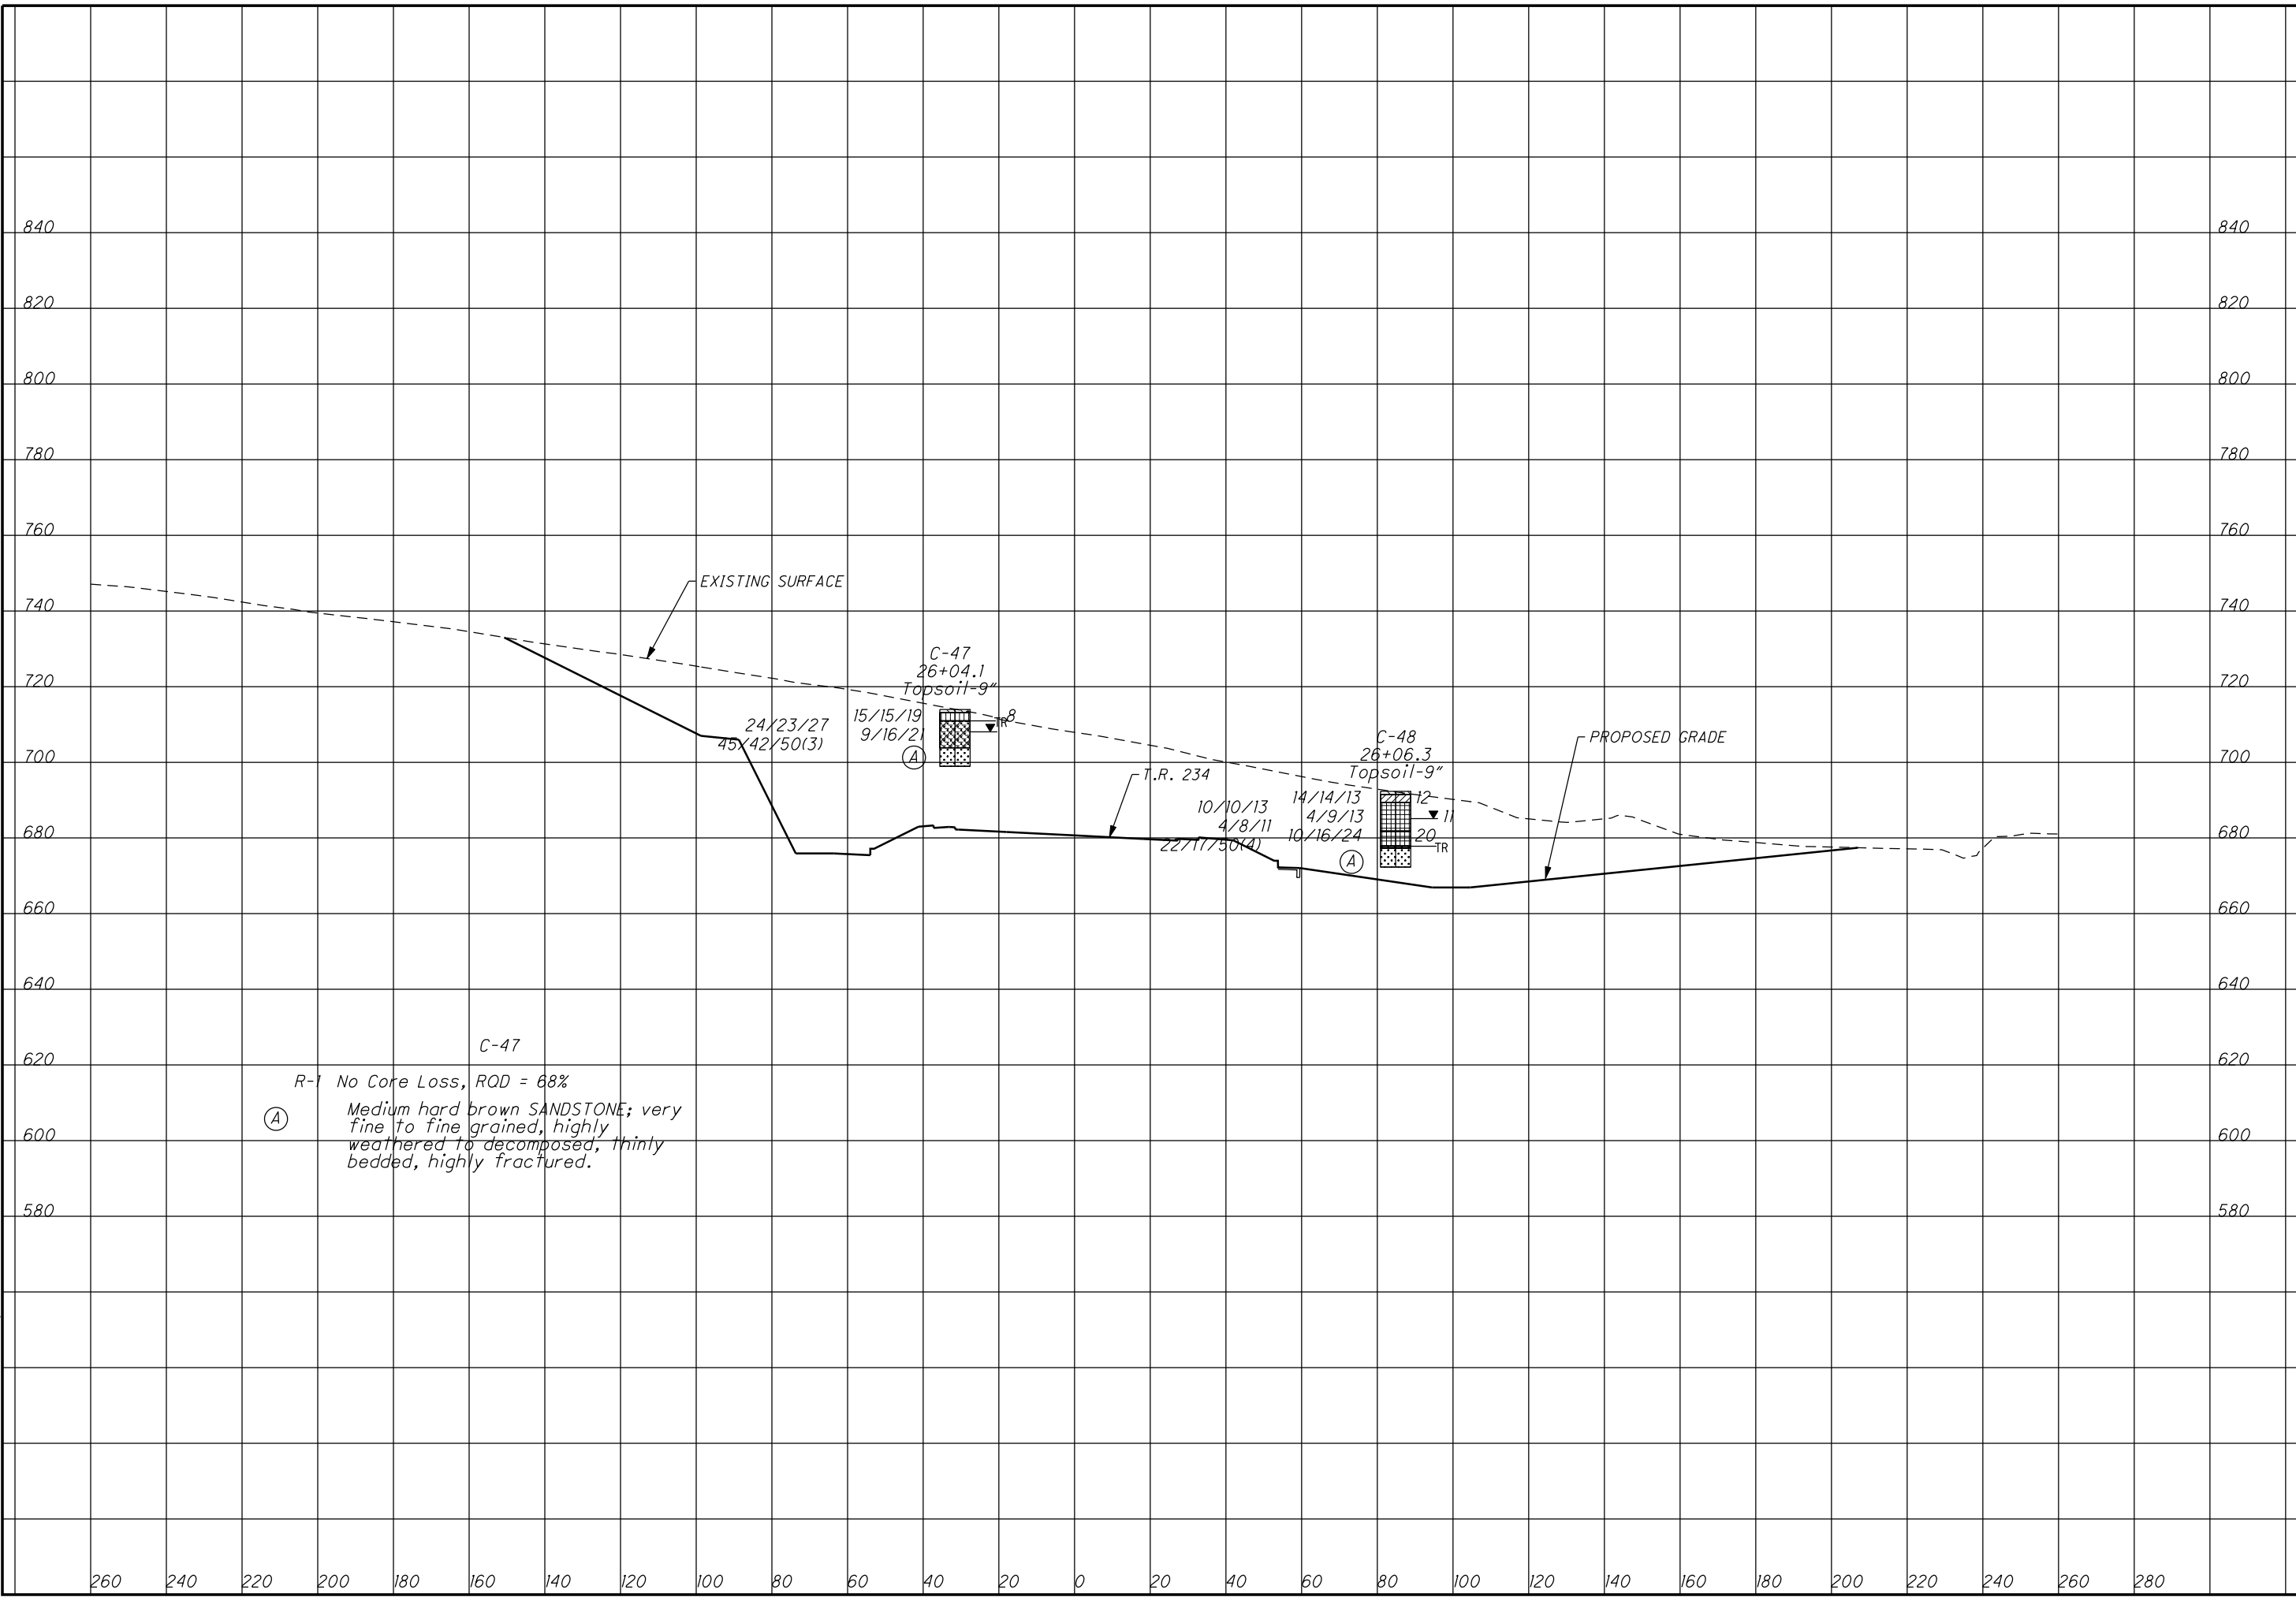 840 840
820 820
800 800
780 780
760 760
EXISTING SURFACE
740 740
C-47
26+04.1
720 720
Topsoil-9"
24/23/27 15/15/19 TR 8
45/42/50(3) 9/16/21
A
C-48
PROPOSED GRADE
26+06.3
700 700
Topsoil-9"
T.R. 234
10/10/13 14/14/13 12
4/8/11 4/9/13 11
680 680
22/17/50(4) 10/16/24 20
TR
A
660 660
640 640
C-47
620 620
R-1 No Core Loss, RQD = 68%
A
Medium hard brown SANDSTONE; very
fine to fine grained, highly
weathered to decomposed, thinly
bedded, highly fractured.
600 600
580 580
260 240 220 200 180 160 140 120 100 80 60 40 20 0 20 40 60 80 100 120 140 160 180 200 220 240 260 280